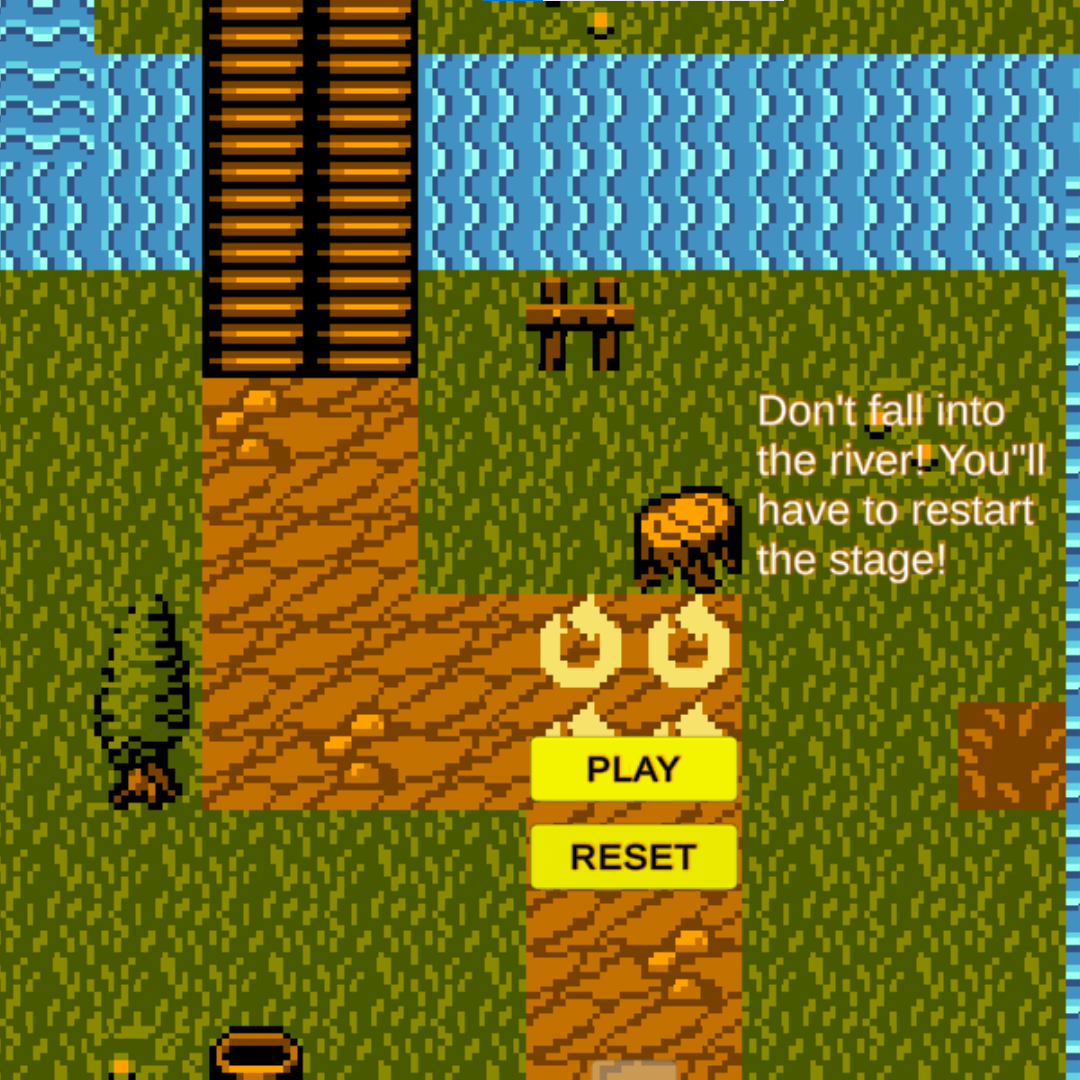 Don't fall into
the river! You"ll
have to restart
the stage!
PLAY
RESET